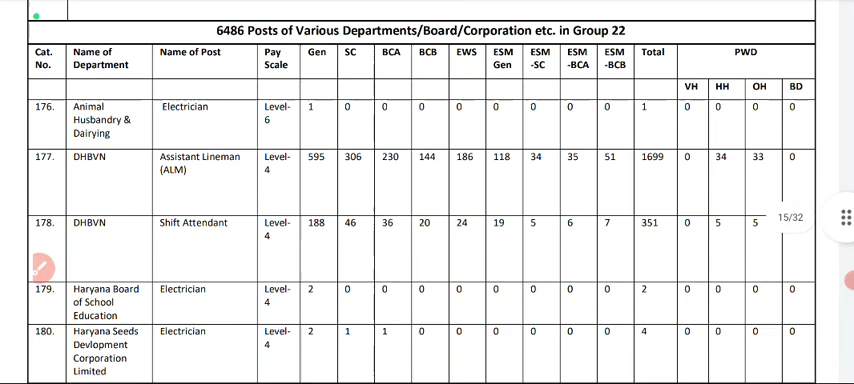 6486 Posts of Various Departments/Board/Corporation etc. in Group 22
Cat. No. Name of Department Name of Post Pay Scale Gen SC BCA BCB EWS ESM Gen ESM -SC ESM -BCA ESM -BCB Total PWD
VH HH OH BD
176. Animal Husbandry & Dairying Electrician Level-6 1 0 0 0 0 0 0 0 0 1 0 0 0 0
177. DHBVN Assistant Lineman (ALM) Level-4 595 306 230 144 186 118 34 35 51 1699 0 34 33 0
178. DHBVN Shift Attendant Level-4 188 46 36 20 24 19 5 6 7 351 0 5 5
15/32
179. Haryana Board of School Education Electrician Level-4 2 0 0 0 0 0 0 0 0 2 0 0 0 0
180. Haryana Seeds Devlopment Corporation Limited Electrician Level-4 2 1 1 0 0 0 0 0 0 4 0 0 0 0